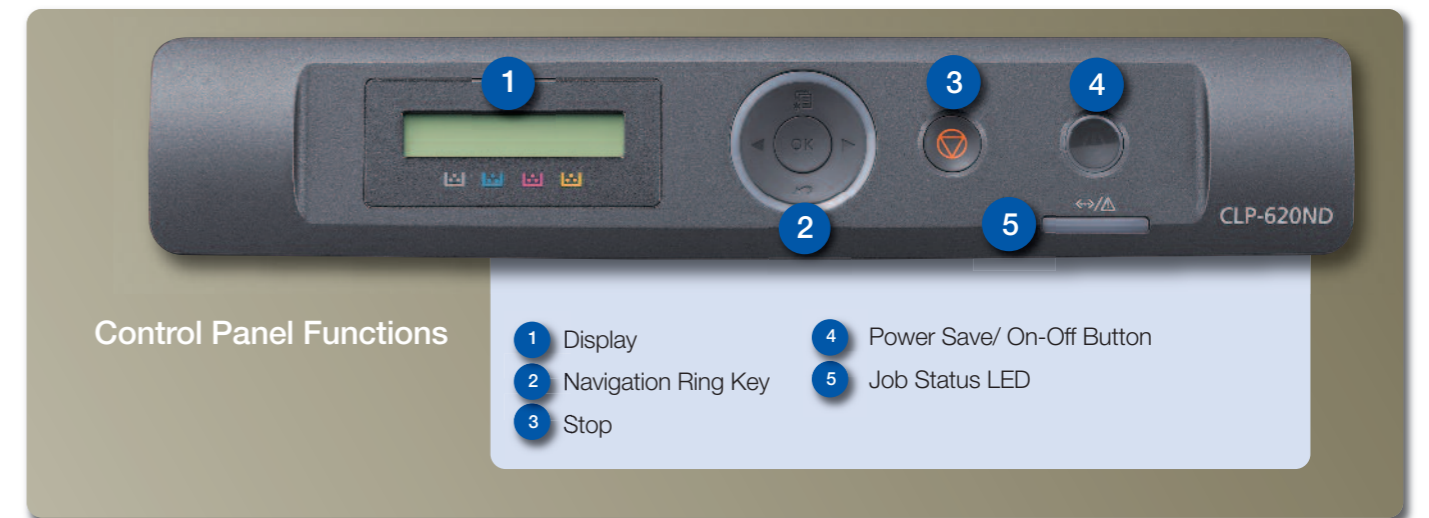 1
3
4
OK
2
5
CLP-620ND
Control Panel Functions
1 Display
2 Navigation Ring Key
3 Stop
4 Power Save/ On-Off Button
5 Job Status LED